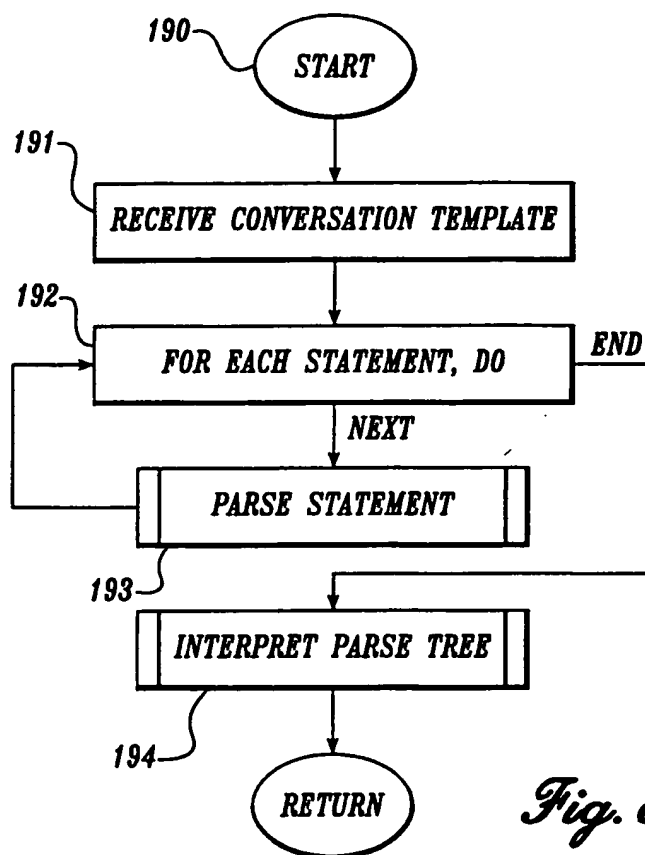 190
START
191
RECEIVE CONVERSATION TEMPLATE
192
FOR EACH STATEMENT, DO
END
NEXT
PARSE STATEMENT
193
INTERPRET PARSE TREE
194
RETURN
Fig.